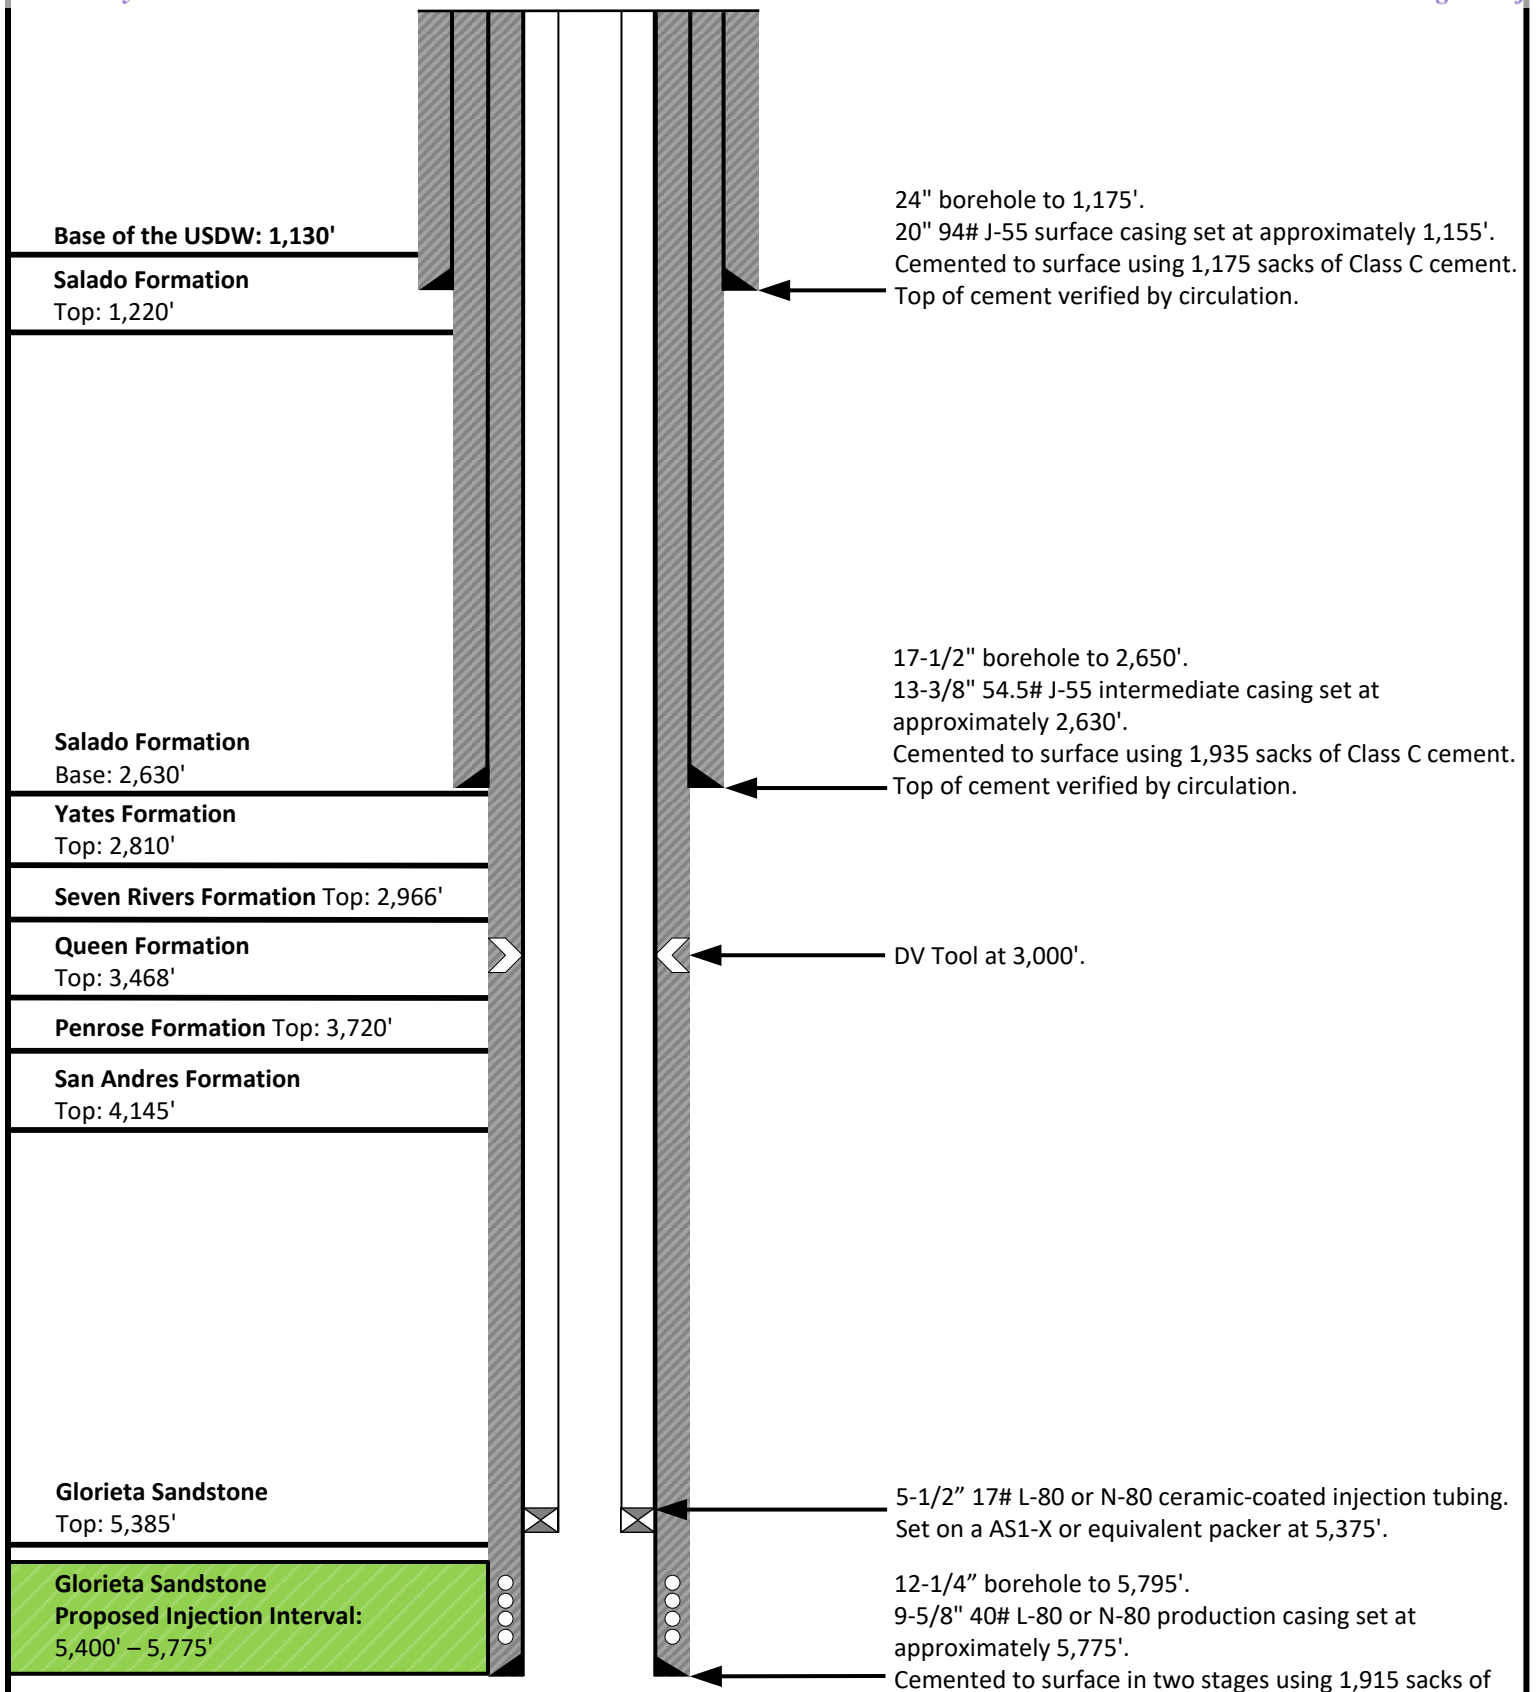 Base of the USDW: 1,130'
Salado Formation
Top: 1,220'
Salado Formation
Base: 2,630'
Yates Formation
Top: 2,810'
Seven Rivers Formation Top: 2,966'
Queen Formation
Top: 3,468'
Penrose Formation Top: 3,720'
San Andres Formation
Top: 4,145'
Glorieta Sandstone
Top: 5,385'
Glorieta Sandstone
Proposed Injection Interval:
5,400' – 5,775'
24" borehole to 1,175'.
20" 94# J-55 surface casing set at approximately 1,155'.
Cemented to surface using 1,175 sacks of Class C cement.
Top of cement verified by circulation.
17-1/2" borehole to 2,650'.
13-3/8" 54.5# J-55 intermediate casing set at
approximately 2,630'.
Cemented to surface using 1,935 sacks of Class C cement.
Top of cement verified by circulation.
DV Tool at 3,000'.
5-1/2” 17# L-80 or N-80 ceramic-coated injection tubing.
Set on a AS1-X or equivalent packer at 5,375'.
12-1/4” borehole to 5,795'.
9-5/8" 40# L-80 or N-80 production casing set at
approximately 5,775'.
Cemented to surface in two stages using 1,915 sacks of